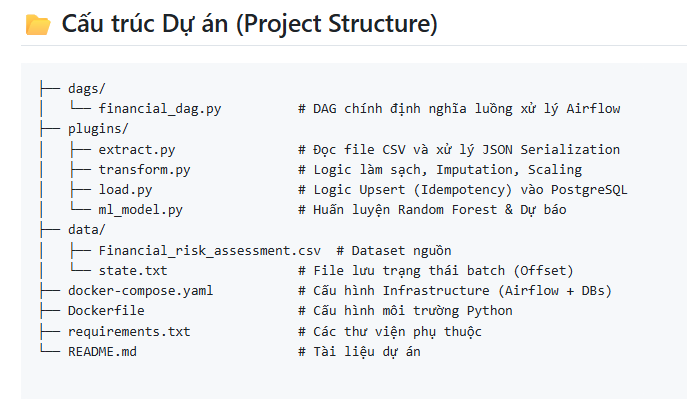 📂 Cấu trúc Dự án (Project Structure)
├── dags/
│   └── financial_dag.py          # DAG chính định nghĩa luồng xử lý Airflow
├── plugins/
│   ├── extract.py                # Đọc file CSV và xử lý JSON Serialization
│   ├── transform.py              # Logic làm sạch, Imputation, Scaling
│   ├── load.py                   # Logic Upsert (Idempotency) vào PostgreSQL
│   └── ml_model.py               # Huấn luyện Random Forest & Dự báo
├── data/
│   ├── Financial_risk_assessment.csv  # Dataset nguồn
│   └── state.txt                 # File lưu trạng thái batch (Offset)
├── docker-compose.yaml           # Cấu hình Infrastructure (Airflow + DBs)
├── Dockerfile                    # Cấu hình môi trường Python
├── requirements.txt              # Các thư viện phụ thuộc
└── README.md                     # Tài liệu dự án